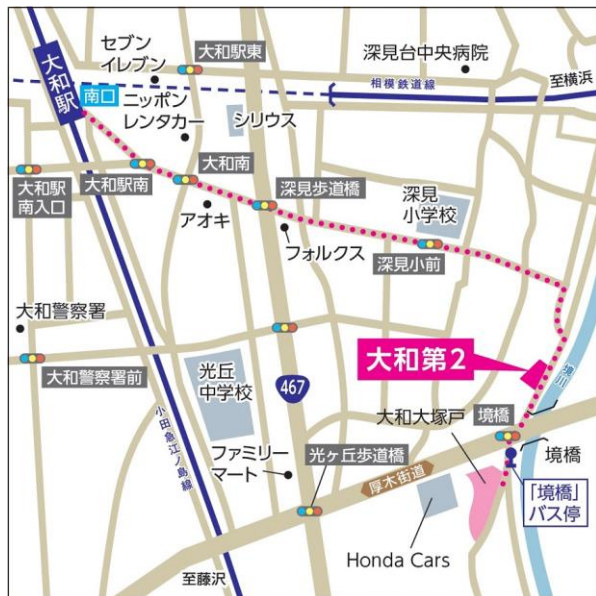 セブン
イレブン
大和駅東
深見台中央病院
相模鉄道線
至横浜
大和駅
南口
ニッポン
レンタカー
シリウス
大和南
大和駅
南入口
大和駅南
アオキ
深見歩道橋
フォルクス
深見
小学校
深見小前
大和警察署
大和警察署前
光丘
中学校
467
大和第2
境川
小田急江ノ島線
大和大塚戸
境橋
ファミリー
マート
光ヶ丘歩道橋
厚木街道
境橋
「境橋」
バス停
Honda Cars
至藤沢